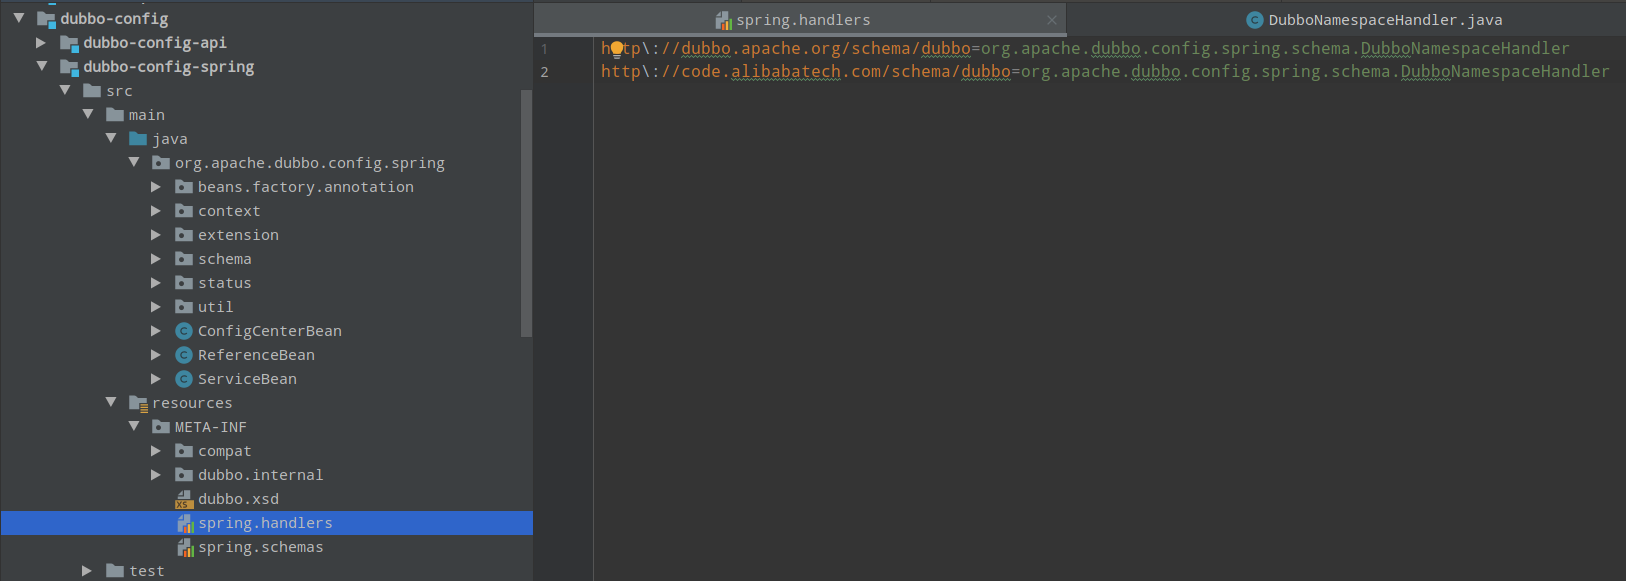 dubbo-config
dubbo-config-api
dubbo-config-spring
src
main
java
org.apache.dubbo.config.spring
beans.factory.annotation
context
extension
schema
status
util
ConfigCenterBean
ReferenceBean
ServiceBean
resources
META-INF
compat
dubbo.internal
dubbo.xsd
spring.handlers
spring.schemas
test
spring.handlers
DubboNamespaceHandler.java
1 http\://dubbo.apache.org/schema/dubbo=org.apache.dubbo.config.spring.schema.DubboNamespaceHandler
2 http\://code.alibabatech.com/schema/dubbo=org.apache.dubbo.config.spring.schema.DubboNamespaceHandler